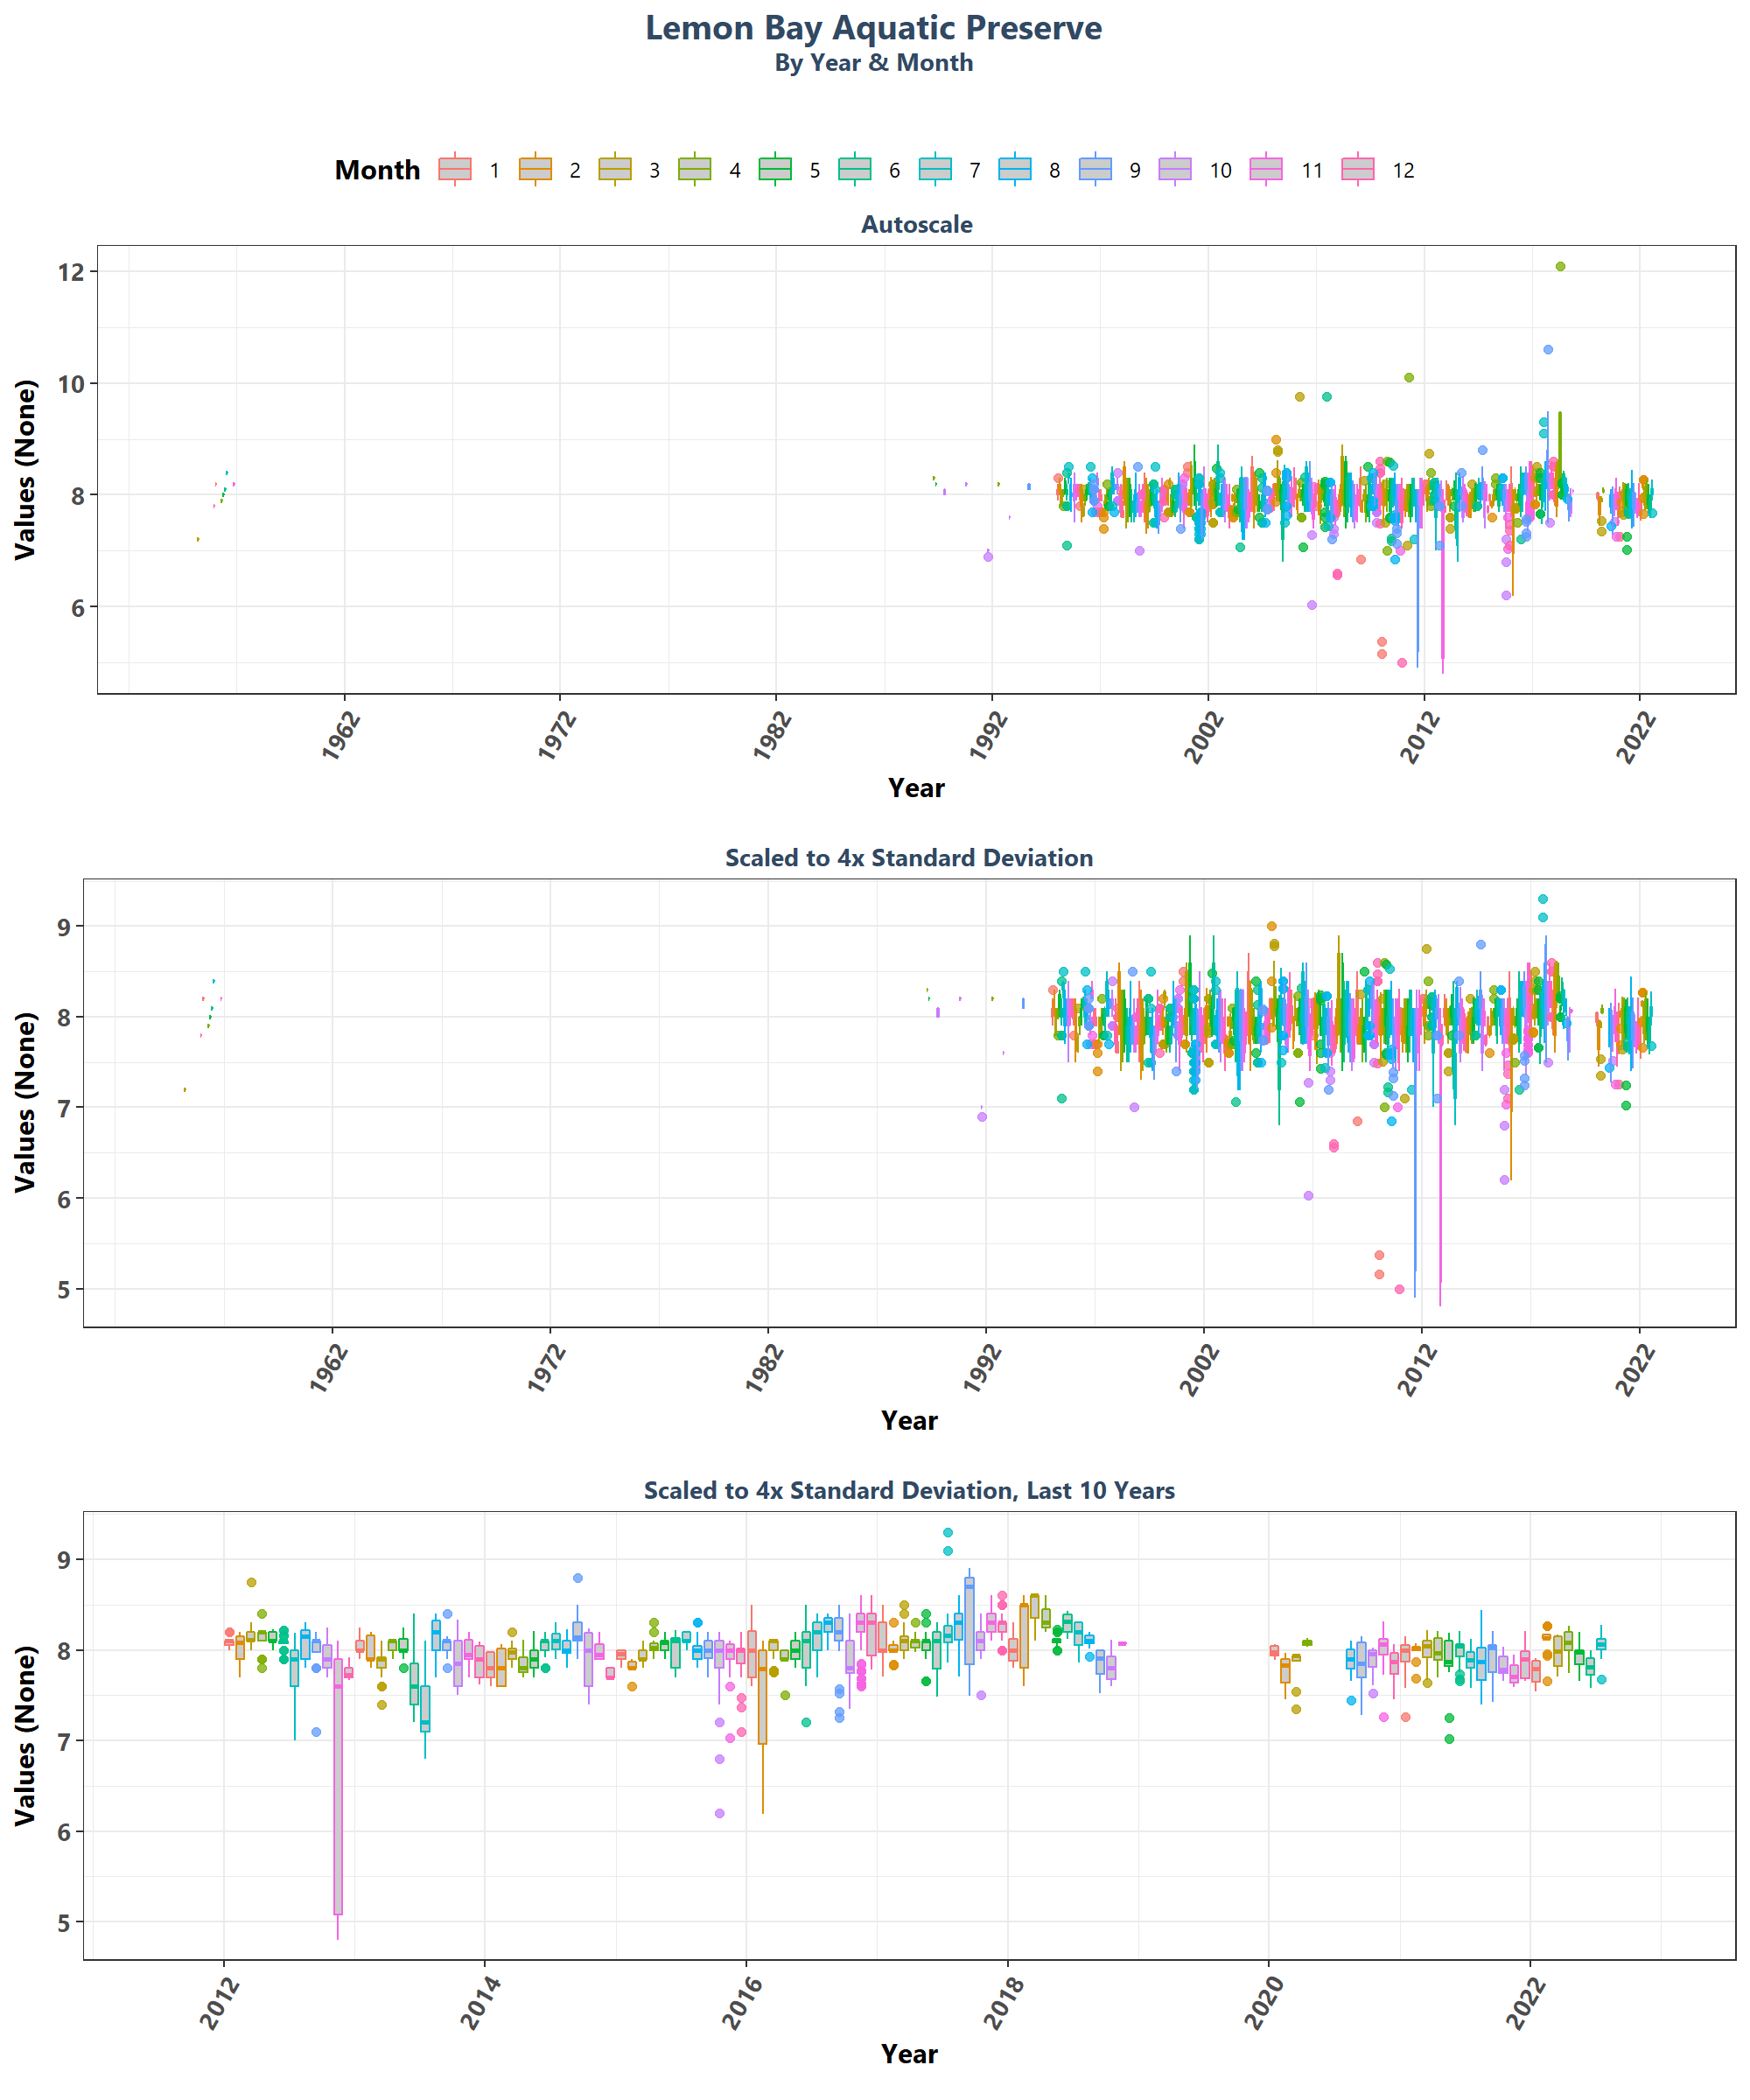 Lemon Bay Aquatic Preserve
By Year & Month
Month 1 2 3 4 5 6 7 8 9 10 11 12
Autoscale
Values (None)
12
10
8
6
1962 1972 1982 1992 2002 2012 2022
Year
Scaled to 4x Standard Deviation
Values (None)
9
8
7
6
5
1962 1972 1982 1992 2002 2012 2022
Year
Scaled to 4x Standard Deviation, Last 10 Years
Values (None)
9
8
7
6
5
2012 2014 2016 2018 2020 2022
Year